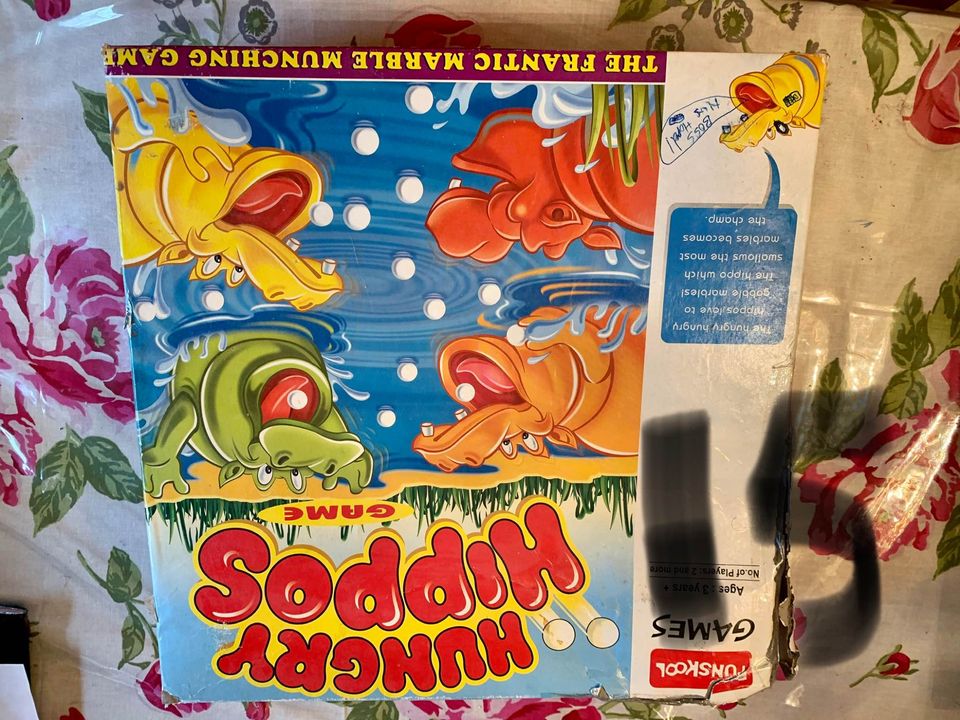 FUNSKOOL
GAMES
Ages : 3 years +
No.of Players: 2 and more
HUNGRY
HIPPOS
GAME
The hungry hungry
hippos love to
gobble marbles!
the hippo which
swallows the most
marbles becomes
the champ.
BOSS
THE FRANTIC MARBLE MUNCHING GAME